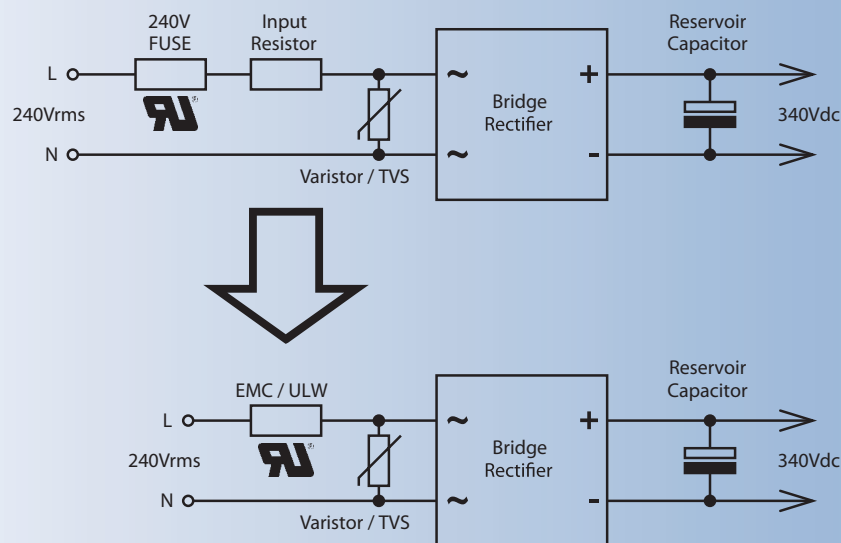 240V
FUSE
Input
Resistor
Reservoir
Capacitor
L
~
+
240Vrms
Bridge
Rectifier
340Vdc
N
~
-
Varistor / TVS
EMC / ULW
Reservoir
Capacitor
L
~
+
240Vrms
Bridge
Rectifier
340Vdc
N
~
-
Varistor / TVS